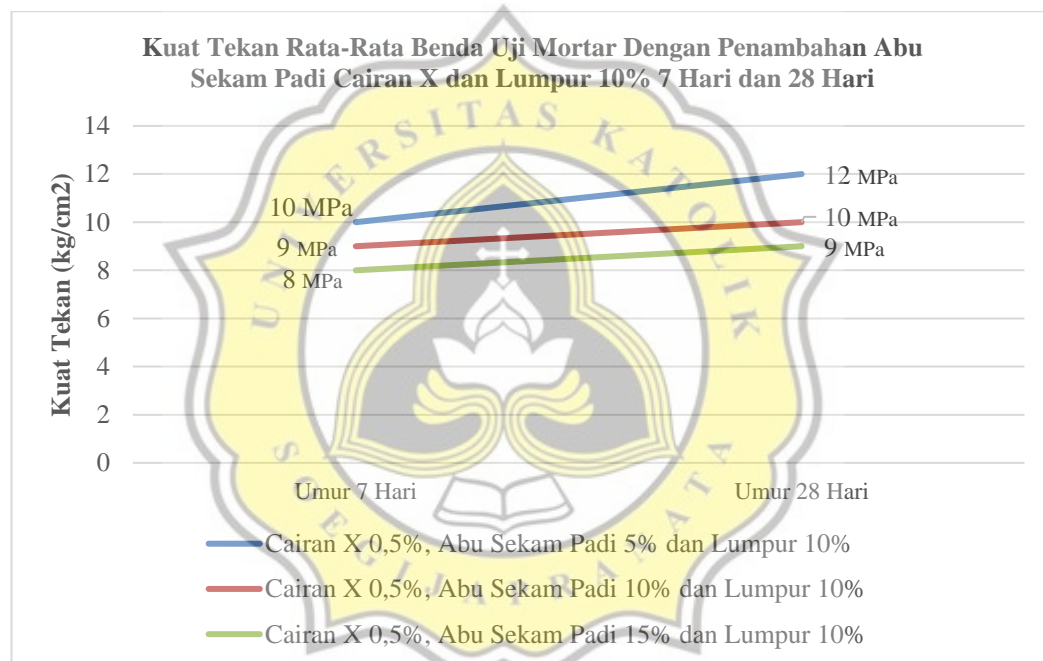 Kuat Tekan Rata-Rata Benda Uji Mortar Dengan Penambahan Abu
Sekam Padi Cairan X dan Lumpur 10% 7 Hari dan 28 Hari
Kuat Tekan (kg/cm2)
14
12
10
8
6
4
2
0
10 MPa
9 MPa
8 MPa
12 MPa
10 MPa
9 MPa
Umur 7 Hari
Umur 28 Hari
Cairan X 0,5%, Abu Sekam Padi 5% dan Lumpur 10%
Cairan X 0,5%, Abu Sekam Padi 10% dan Lumpur 10%
Cairan X 0,5%, Abu Sekam Padi 15% dan Lumpur 10%
UNIVERSITAS KATOLIK
SOEGIJAPRANATA